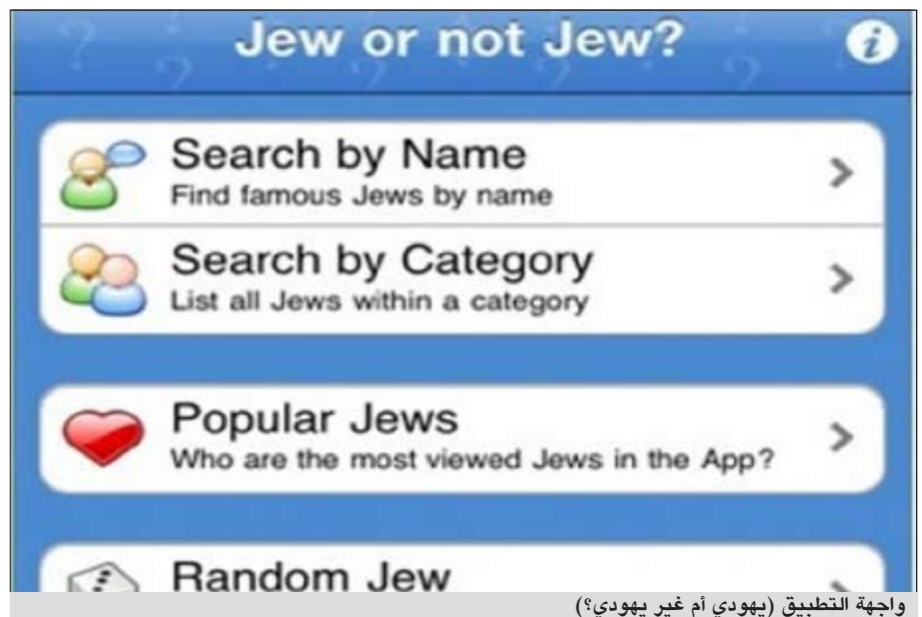 Jew or not Jew?
Search by Name
Find famous Jews by name
Search by Category
List all Jews within a category
Popular Jews
Who are the most viewed Jews in the App?
Random Jew
واجهة التطبيق (يهودي أم غير يهودي؟)